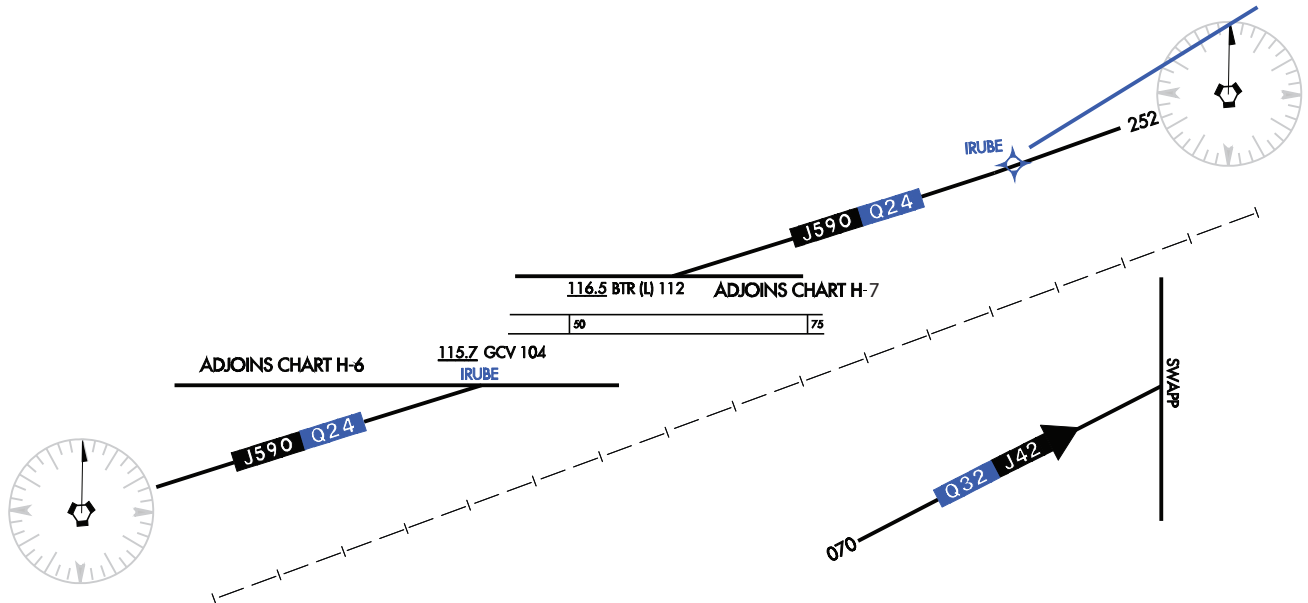 252
IRUBE
J590 Q24
116.5 BTR (L) 112
ADJOINS CHART H-7
50
75
115.7 GCV 104
ADJOINS CHART H-6
IRUBE
SWAPP
J590 Q24
Q32 J42
070